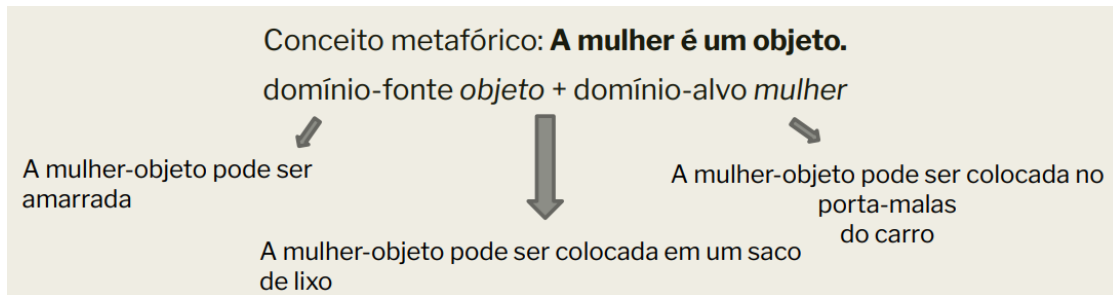 Conceito metafórico: A mulher é um objeto.
domínio-fonte objeto + domínio-alvo mulher
A mulher-objeto pode ser
amarrada
A mulher-objeto pode ser colocada em um saco
de lixo
A mulher-objeto pode ser colocada no
porta-malas
do carro